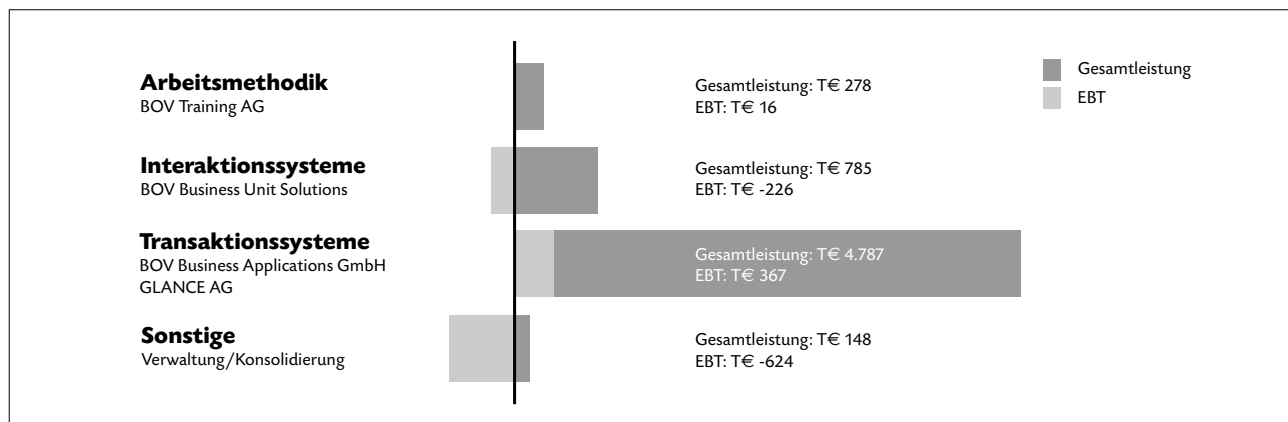 Arbeitsmethodik
BOV Training AG
Gesamtleistung: T€ 278
EBT: T€ 16
Gesamtleistung
EBT
Interaktionssysteme
BOV Business Unit Solutions
Gesamtleistung: T€ 785
EBT: T€ -226
Transaktionssysteme
BOV Business Applications GmbH
GLANCE AG
Gesamtleistung: T€ 4.787
EBT: T€ 367
Sonstige
Verwaltung/Konsolidierung
Gesamtleistung: T€ 148
EBT: T€ -624